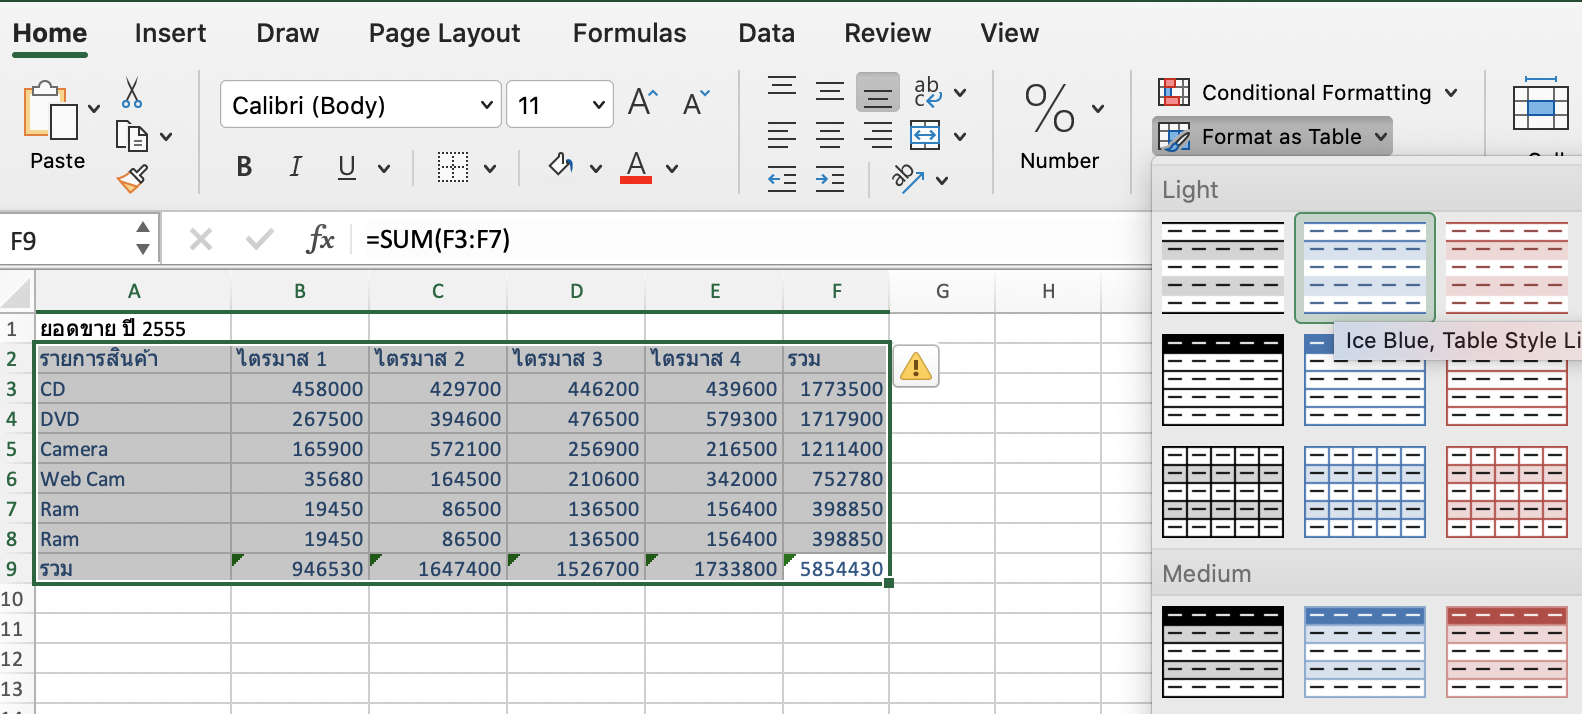 Home Insert Draw Page Layout Formulas Data Review View
Paste
Calibri (Body) 11 A A ab
B I U A ab
% Number
Conditional Formatting
Format as Table
F9 fx =SUM(F3:F7)
Light
Ice Blue, Table Style Li
Medium
A B C D E F G H
1 ยอดขาย ปี 2555
2 รายการสินค้า ไตรมาส 1 ไตรมาส 2 ไตรมาส 3 ไตรมาส 4 รวม
3 CD 458000 429700 446200 439600 1773500
4 DVD 267500 394600 476500 579300 1717900
5 Camera 165900 572100 256900 216500 1211400
6 Web Cam 35680 164500 210600 342000 752780
7 Ram 19450 86500 136500 156400 398850
8 Ram 19450 86500 136500 156400 398850
9 รวม 946530 1647400 1526700 1733800 5854430
10
11
12
13